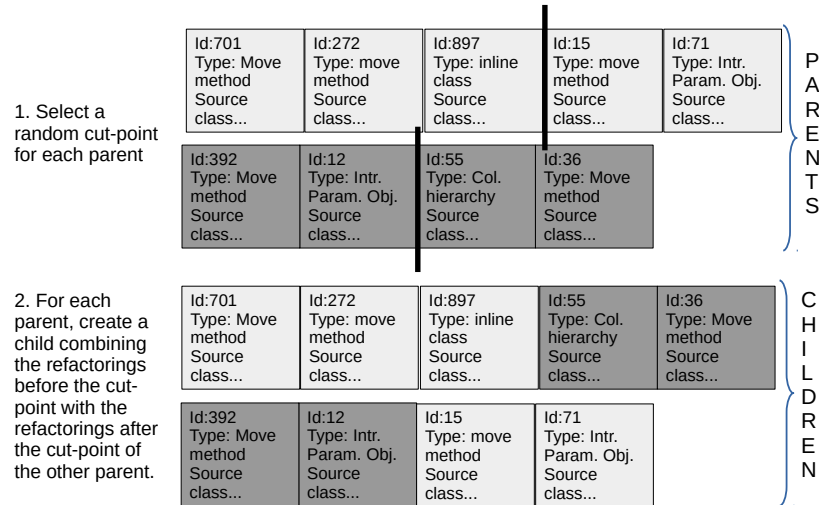 1. Select a
random cut-point
for each parent
Id:701
Type: Move
method
Source
class...
Id:272
Type: move
method
Source
class...
Id:897
Type: inline
class
Source
class...
Id:15
Type: move
method
Source
class...
Id:71
Type: Intr.
Param. Obj.
Source
class...
Id:392
Type: Move
method
Source
class...
Id:12
Type: Intr.
Param. Obj.
Source
class...
Id:55
Type: Col.
hierarchy
Source
class...
Id:36
Type: Move
method
Source
class...
PARENTS
2. For each
parent, create a
child combining
the refactorings
before the cut-
point with the
refactorings after
the cut-point of
the other parent.
Id:701
Type: Move
method
Source
class...
Id:272
Type: move
method
Source
class...
Id:897
Type: inline
class
Source
class...
Id:55
Type: Col.
hierarchy
Source
class...
Id:36
Type: Move
method
Source
class...
Id:392
Type: Move
method
Source
class...
Id:12
Type: Intr.
Param. Obj.
Source
class...
Id:15
Type: move
method
Source
class...
Id:71
Type: Intr.
Param. Obj.
Source
class...
CHILDREN